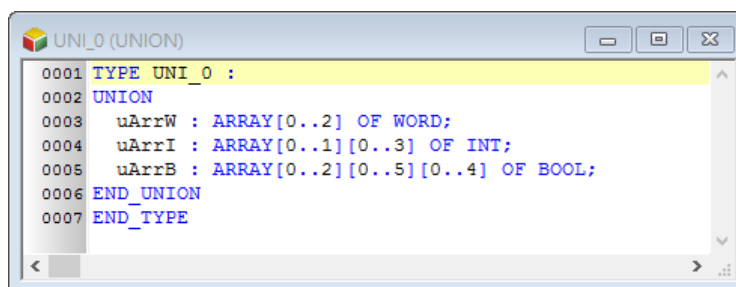 UNI_0 (UNION)
0001 TYPE UNI_0 :
0002 UNION
0003 uArrW : ARRAY[0..2] OF WORD;
0004 uArrI : ARRAY[0..1][0..3] OF INT;
0005 uArrB : ARRAY[0..2][0..5][0..4] OF BOOL;
0006 END_UNION
0007 END_TYPE